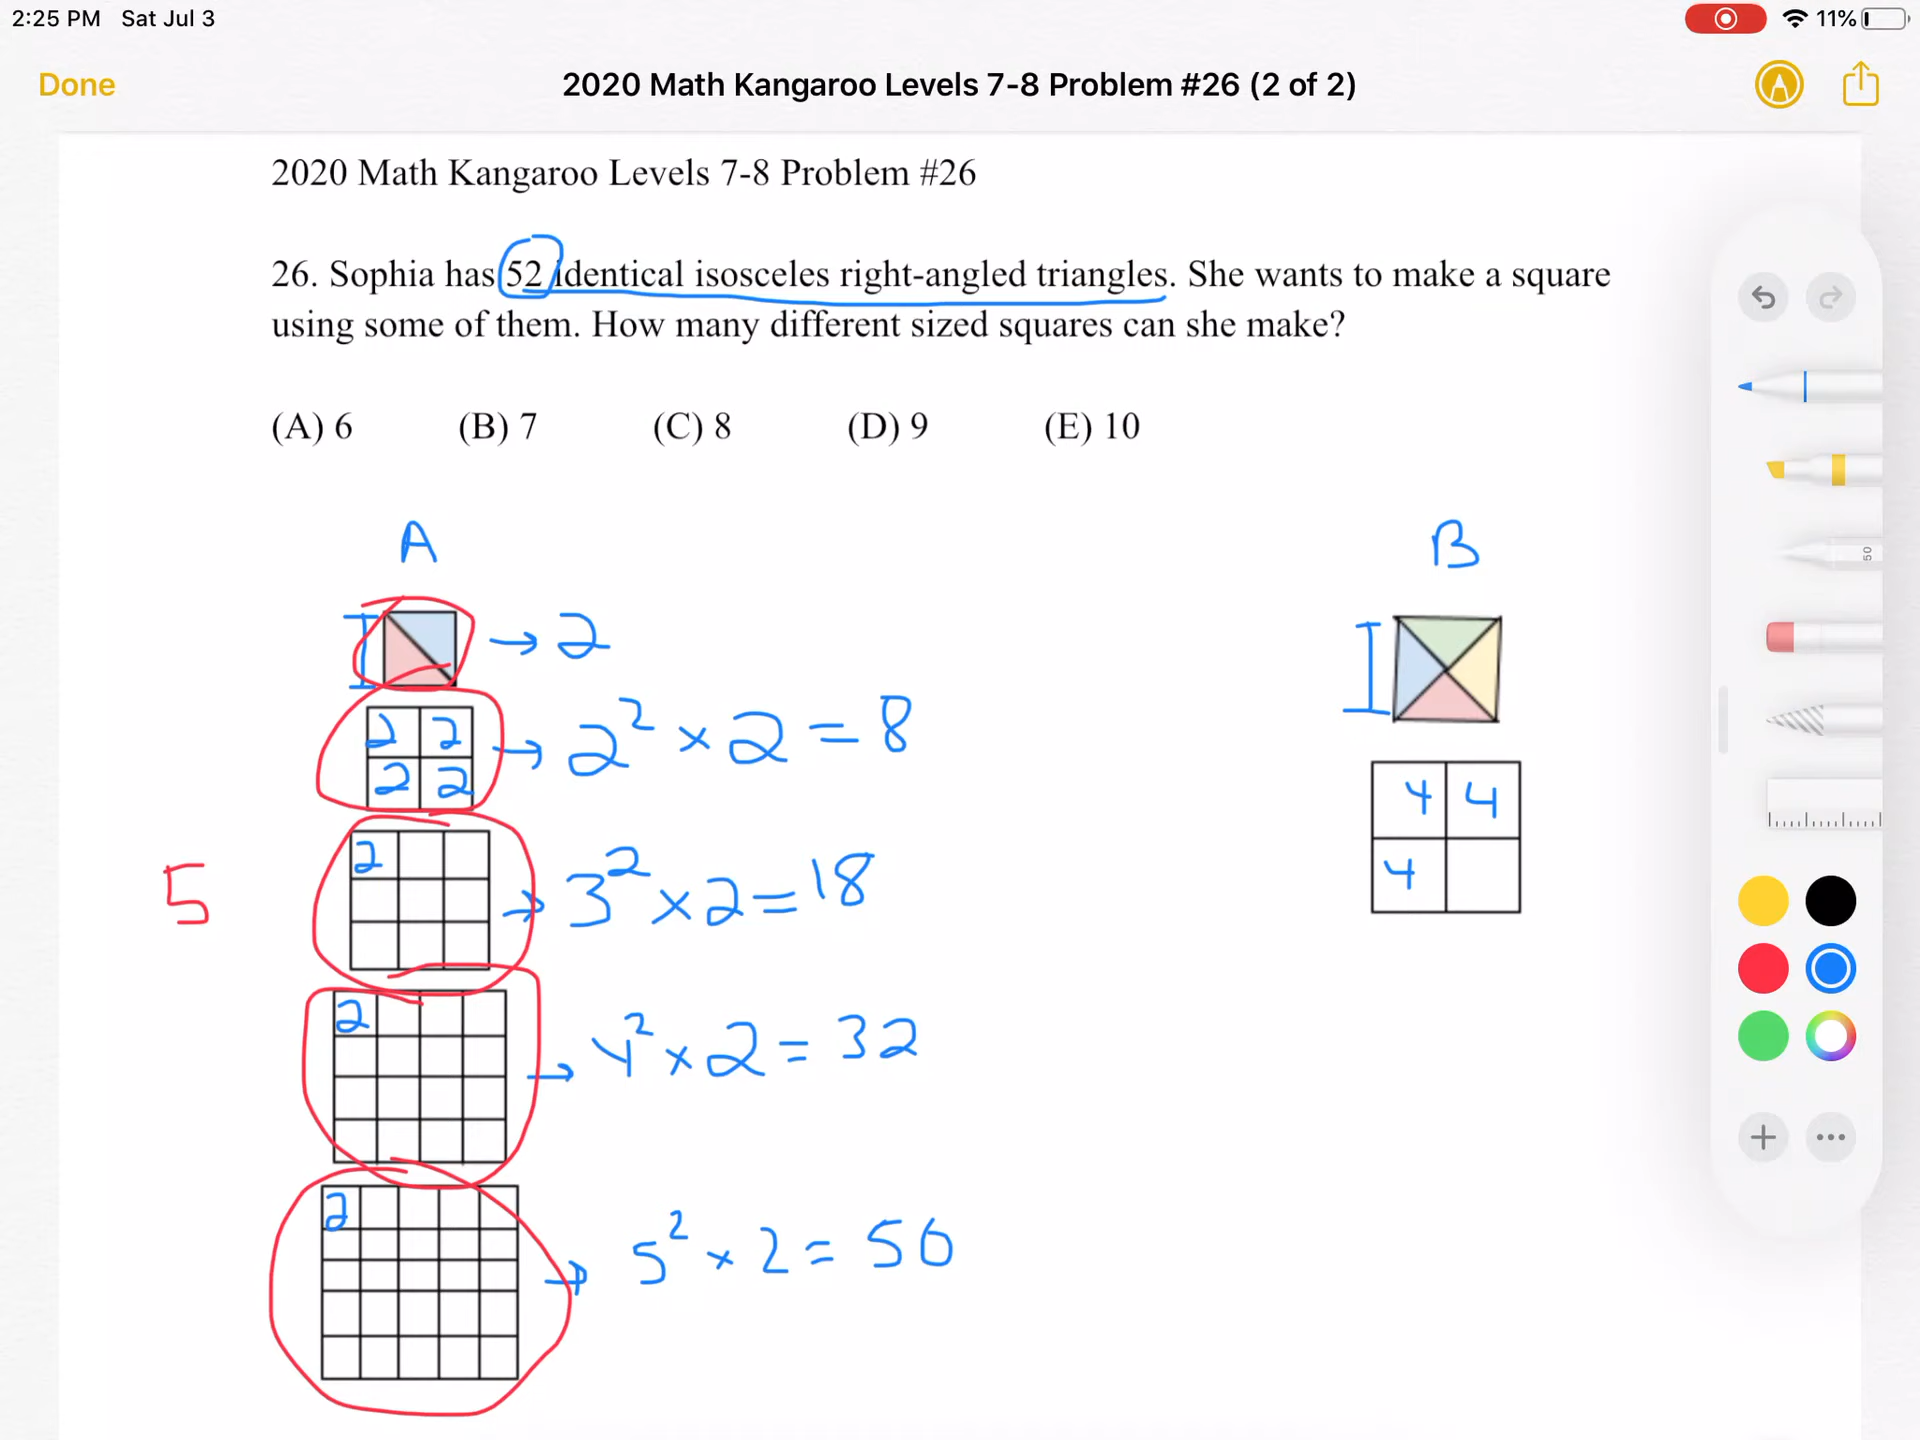 2:25 PM Sat Jul 3
11%
Done
2020 Math Kangaroo Levels 7-8 Problem #26 (2 of 2)
2020 Math Kangaroo Levels 7-8 Problem #26
26. Sophia has 52 identical isosceles right-angled triangles. She wants to make a square
using some of them. How many different sized squares can she make?
(A) 6 (B) 7 (C) 8 (D) 9 (E) 10
A
→ 2
2 2
2 2
→ 2² × 2 = 8
5
2
→ 3² × 2 = 18
2
→ 4² × 2 = 32
2
→ 5² × 2 = 50
B
4 4
4
50